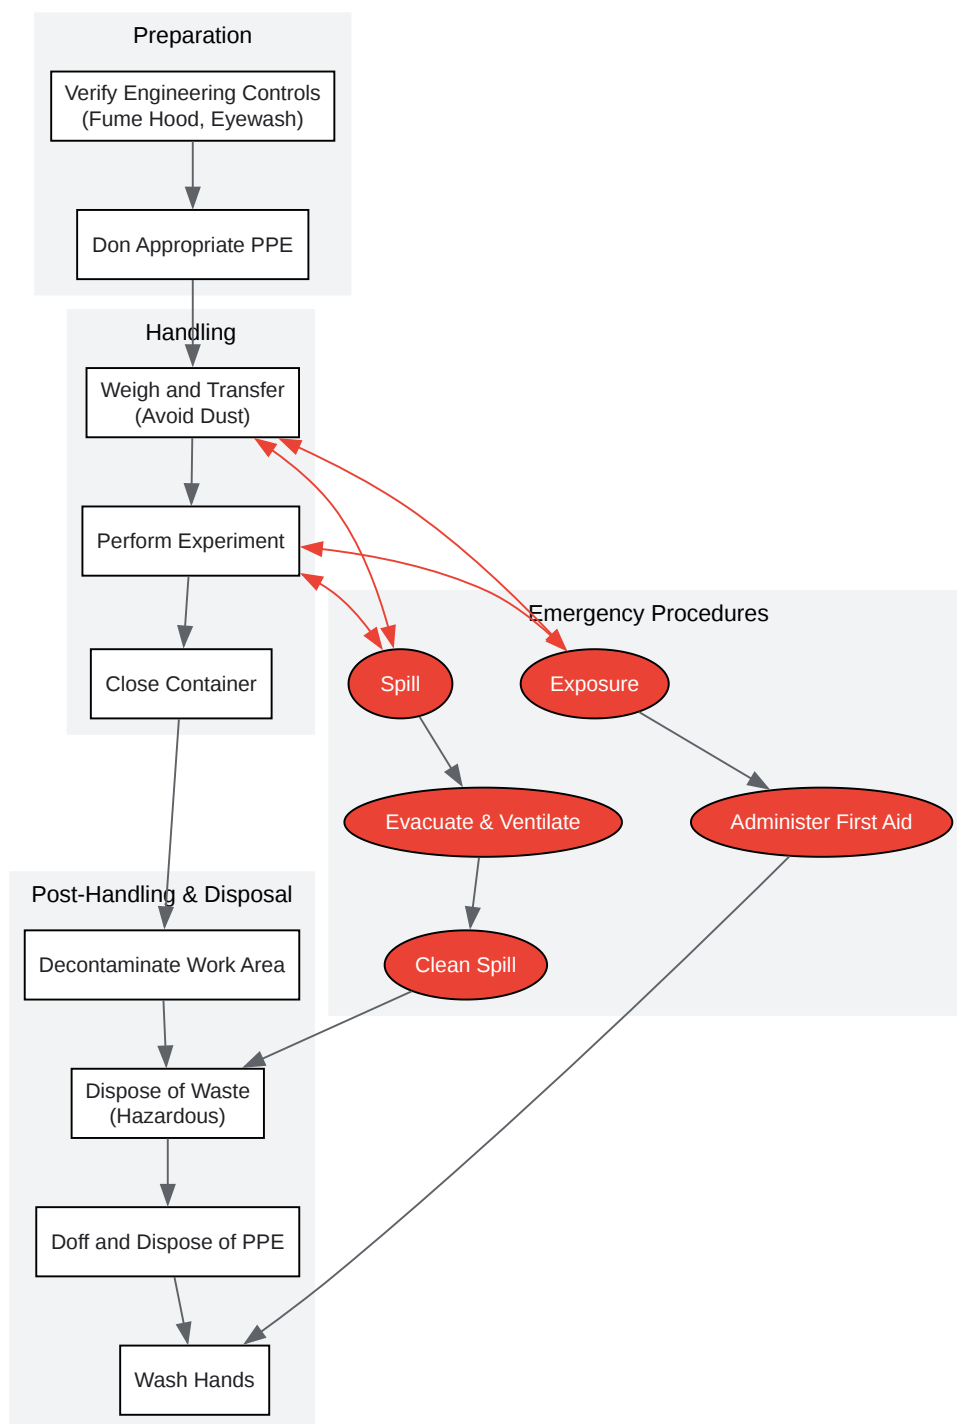 Preparation
Verify Engineering Controls
(Fume Hood, Eyewash)
Don Appropriate PPE
Handling
Weigh and Transfer
(Avoid Dust)
Perform Experiment
Close Container
Emergency Procedures
Spill
Exposure
Evacuate & Ventilate
Administer First Aid
Clean Spill
Post-Handling & Disposal
Decontaminate Work Area
Dispose of Waste
(Hazardous)
Doff and Dispose of PPE
Wash Hands